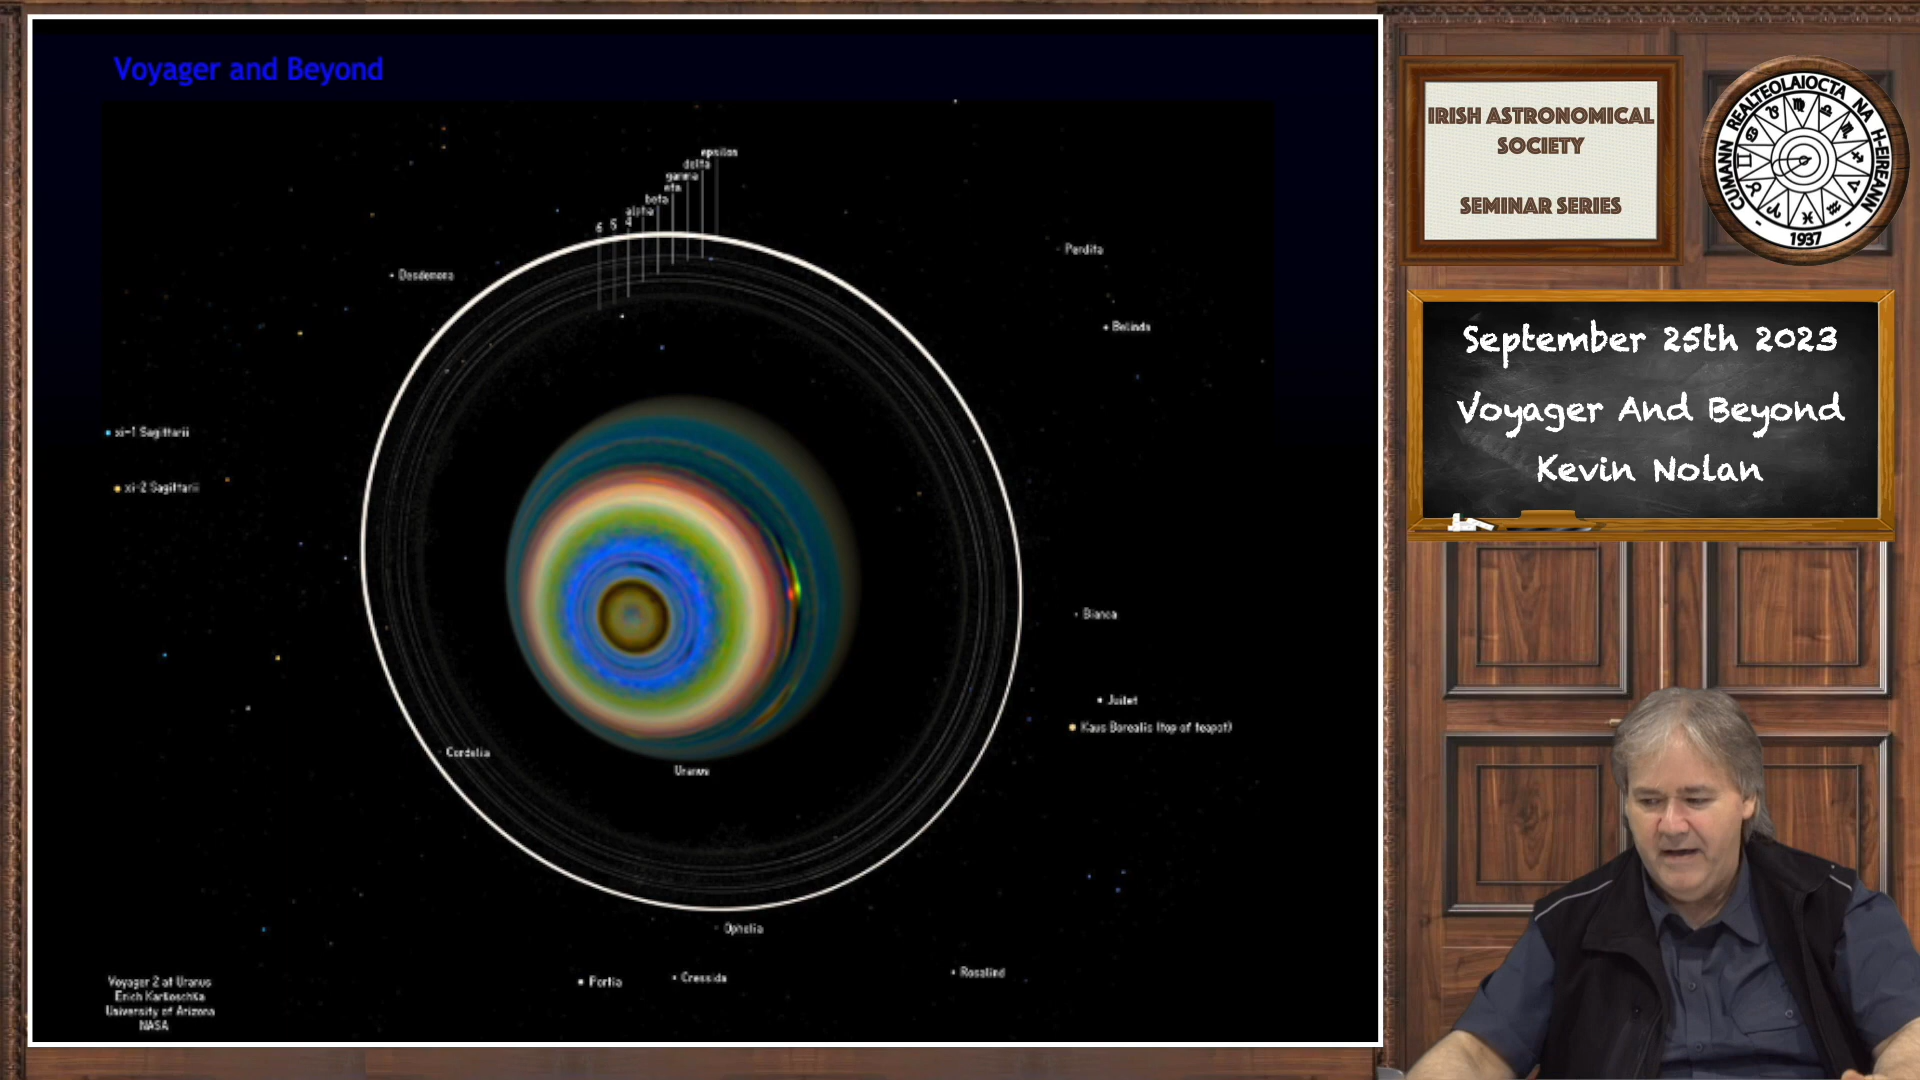 Voyager and Beyond
epsilon
delta
gamma
eta
beta
alpha
6 5 4
Desdemona
Perdita
Belinda
xi-1 Sagittarii
xi-2 Sagittarii
Bianca
Juliet
Kaus Borealis (top of teapot)
Cordelia
Uranus
Ophelia
Portia
Cressida
Rosalind
Voyager 2 at Uranus
Erich Karkoschka
University of Arizona
NASA
IRISH ASTRONOMICAL
SOCIETY
SEMINAR SERIES
CUMANN REALTEOLAIOCTA NA H-EIREANN
- 1937 -
September 25th 2023
Voyager And Beyond
Kevin Nolan